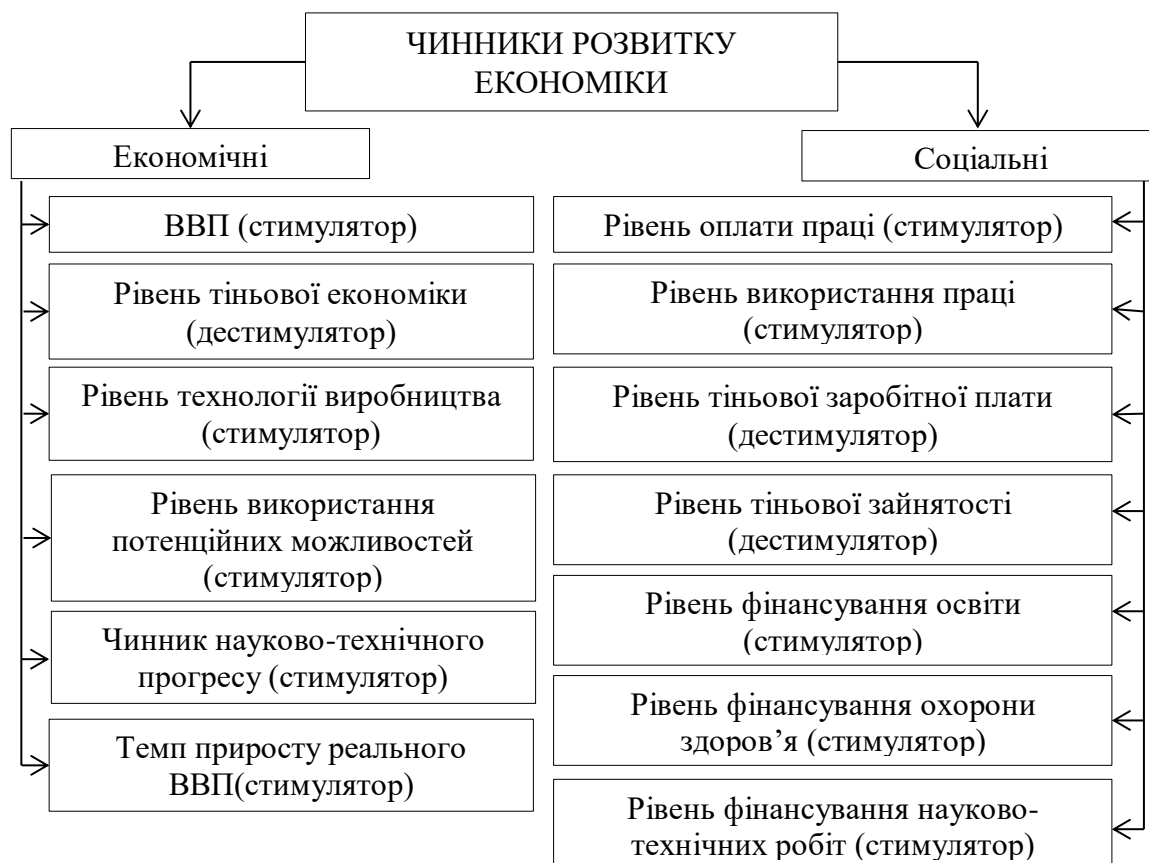 ЧИННИКИ РОЗВИТКУ
ЕКОНОМІКИ
Економічні
ВВП (стимулятор)
Рівень тіньової економіки
(дестимулятор)
Рівень технології виробництва
(стимулятор)
Рівень використання
потенційних можливостей
(стимулятор)
Чинник науково-технічного
прогресу (стимулятор)
Темп приросту реального
ВВП(стимулятор)
Соціальні
Рівень оплати праці (стимулятор)
Рівень використання праці
(стимулятор)
Рівень тіньової заробітної плати
(дестимулятор)
Рівень тіньової зайнятості
(дестимулятор)
Рівень фінансування освіти
(стимулятор)
Рівень фінансування охорони
здоров’я (стимулятор)
Рівень фінансування науково-
технічних робіт (стимулятор)